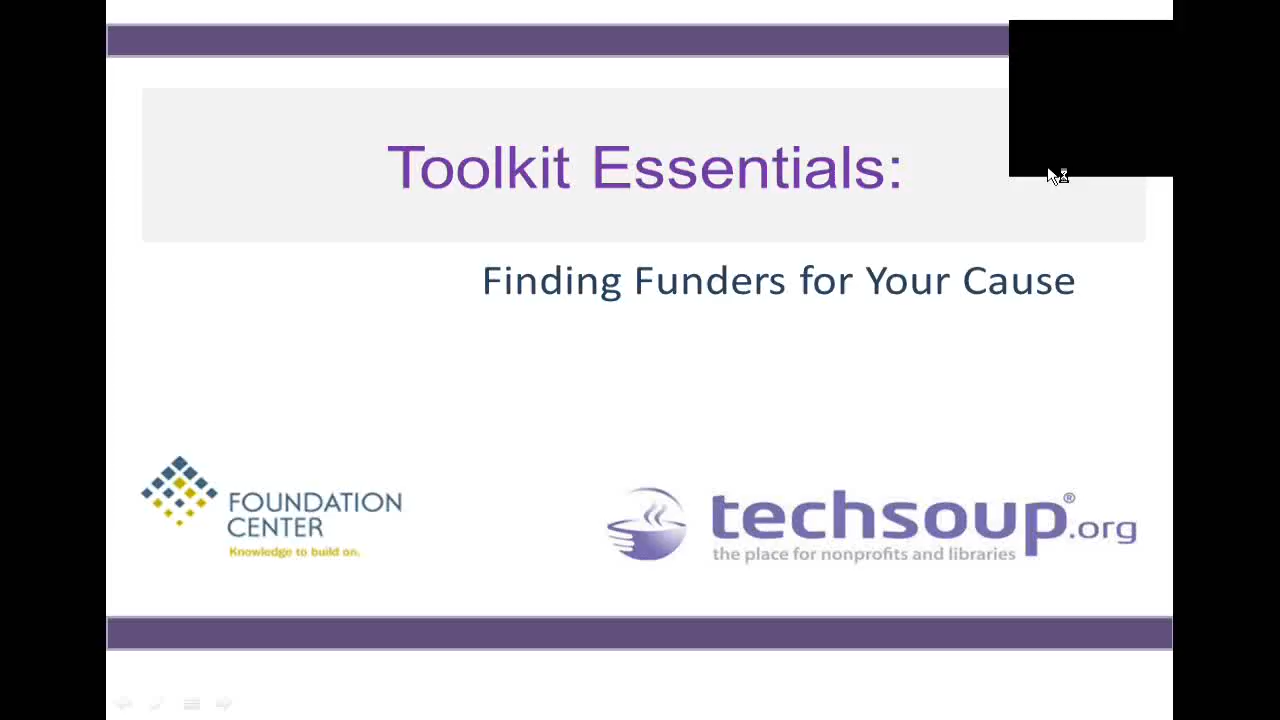 Toolkit Essentials:
Finding Funders for Your Cause
FOUNDATION
CENTER
Knowledge to build on.
techsoup®.org
the place for nonprofits and libraries